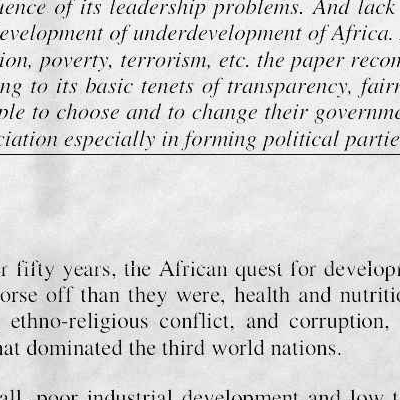 uence of its leadership problems. And lack
evelopment of underdevelopment of Africa.
ion, poverty, terrorism, etc. the paper recom
ng to its basic tenets of transparency, fair
ple to choose and to change their governme
ciation especially in forming political partie
r fifty years, the African quest for develop
orse off than they were, health and nutriti
ethno-religious conflict, and corruption,
hat dominated the third world nations.
all, poor industrial development and low